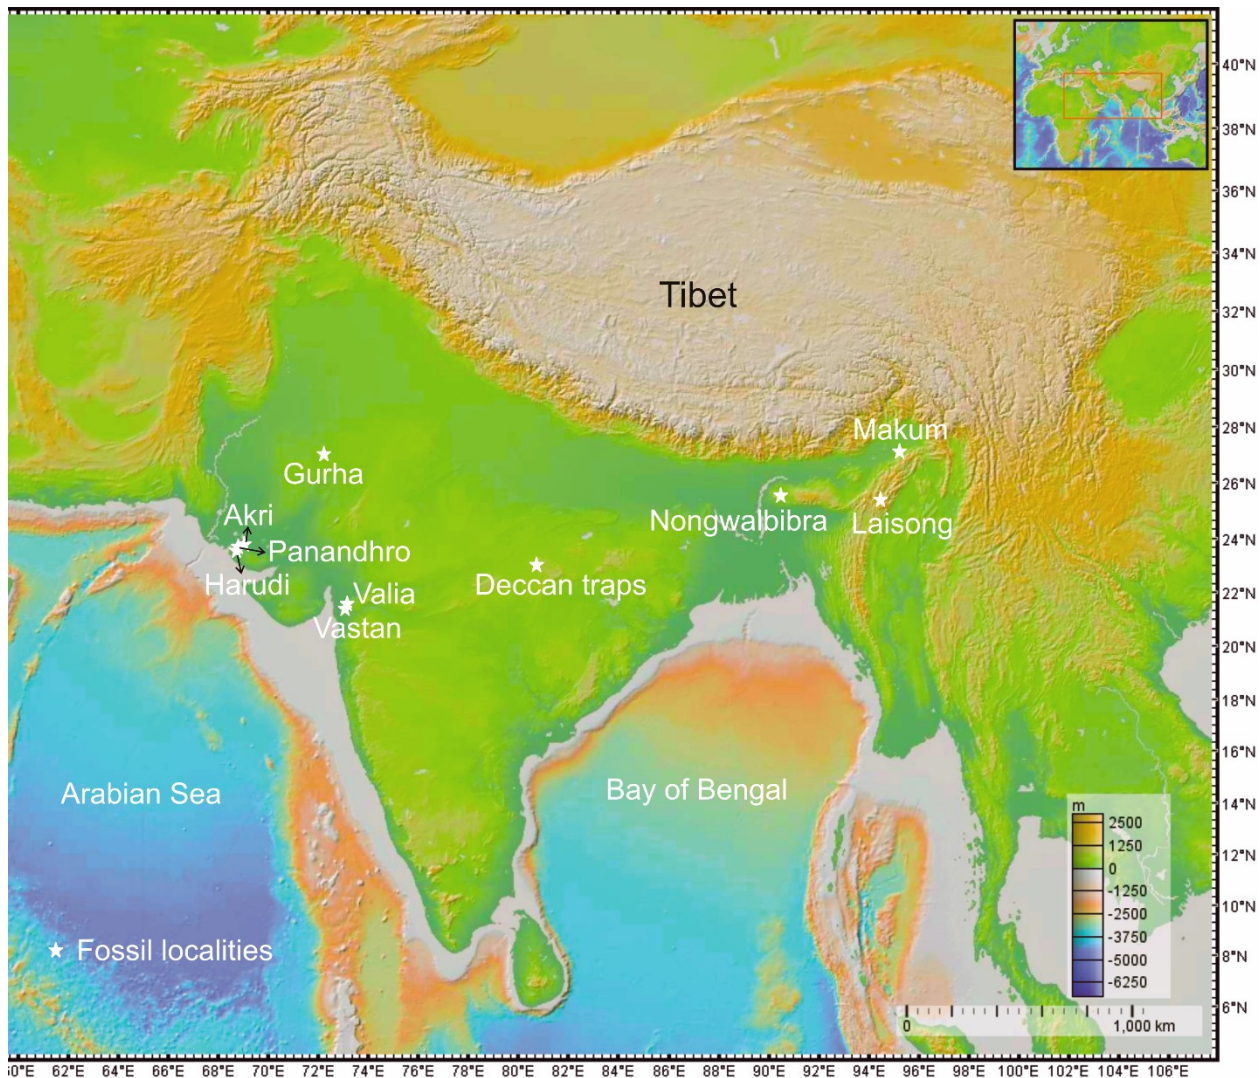 40°N
38°N
36°N
34°N
32°N
30°N
28°N
26°N
24°N
22°N
20°N
18°N
16°N
14°N
12°N
10°N
8°N
6°N
Tibet
Makum
Gurha
Nongwalbibra
Laisong
Akri
Panandhro
Harudi
Deccan traps
Valia
Vastan
Arabian Sea
Bay of Bengal
Fossil localities
m
2500
1250
0
-1250
-2500
-3750
-5000
-6250
0 1,000 km
60°E 62°E 64°E 66°E 68°E 70°E 72°E 74°E 76°E 78°E 80°E 82°E 84°E 86°E 88°E 90°E 92°E 94°E 96°E 98°E 100°E 102°E 104°E 106°E